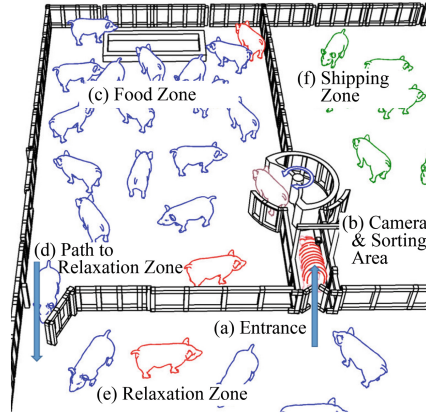 (c) Food Zone
(f) Shipping
Zone
(b) Camera
& Sorting
Area
(d) Path to
Relaxation Zone
(a) Entrance
(e) Relaxation Zone